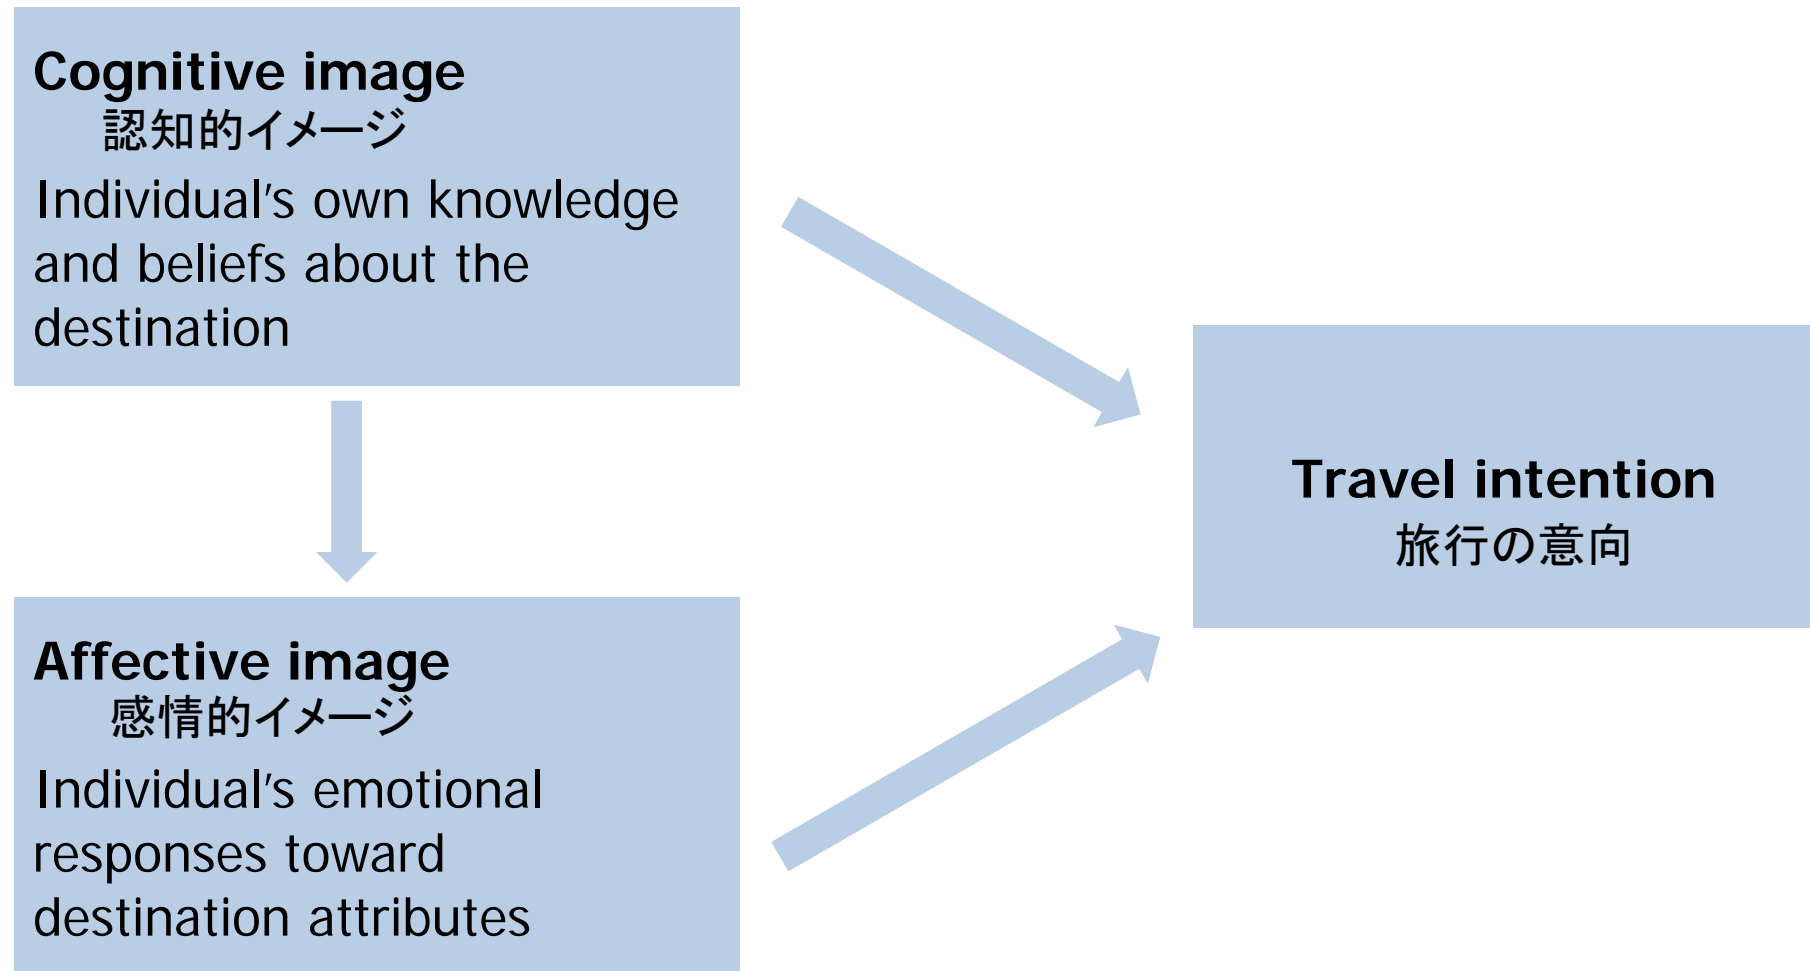 Cognitive image
認知的イメージ
Individual's own knowledge
and beliefs about the
destination
Travel intention
旅行の意向
Affective image
感情的イメージ
Individual's emotional
responses toward
destination attributes